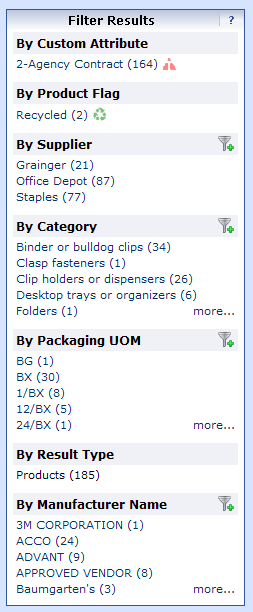 Filter Results ?
By Custom Attribute
2-Agency Contract (164)
By Product Flag
Recycled (2)
By Supplier
Grainger (21)
Office Depot (87)
Staples (77)
By Category
Binder or bulldog clips (34)
Clasp fasteners (1)
Clip holders or dispensers (26)
Desktop trays or organizers (6)
Folders (1) more...
By Packaging UOM
BG (1)
BX (30)
1/BX (8)
12/BX (5)
24/BX (1) more...
By Result Type
Products (185)
By Manufacturer Name
3M CORPORATION (1)
ACCO (24)
ADVANT (9)
APPROVED VENDOR (8)
Baumgarten's (3) more...